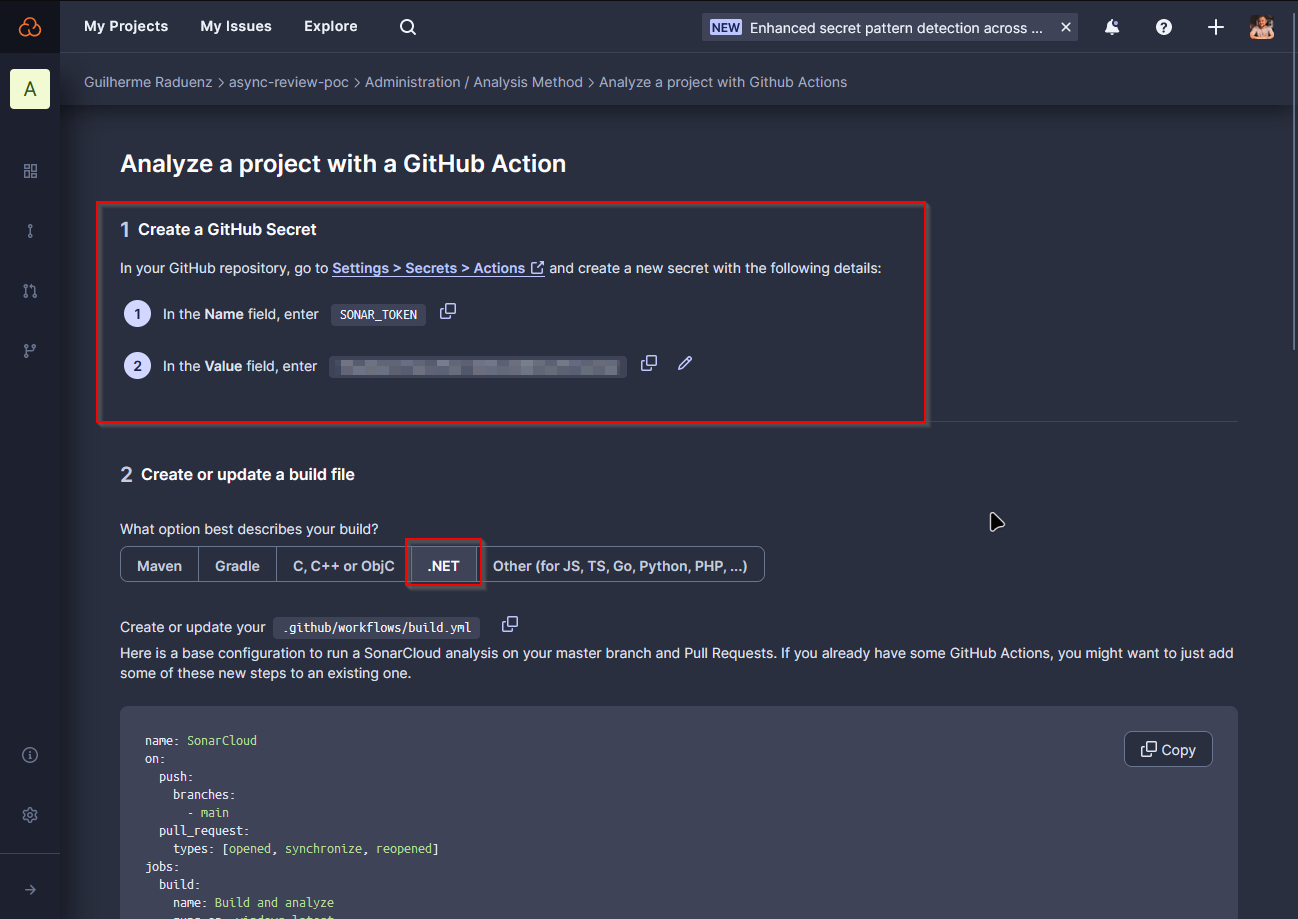 My Projects My Issues Explore NEW Enhanced secret pattern detection across ...
A
Guilherme Raduenz > async-review-poc > Administration / Analysis Method > Analyze a project with Github Actions
Analyze a project with a GitHub Action
1 Create a GitHub Secret
In your GitHub repository, go to Settings > Secrets > Actions and create a new secret with the following details:
1 In the Name field, enter SONAR_TOKEN
2 In the Value field, enter
2 Create or update a build file
What option best describes your build?
Maven Gradle C, C++ or ObjC .NET Other (for JS, TS, Go, Python, PHP, ...)
Create or update your .github/workflows/build.yml
Here is a base configuration to run a SonarCloud analysis on your master branch and Pull Requests. If you already have some GitHub Actions, you might want to just add
some of these new steps to an existing one.
name: SonarCloud
Copy
on:
push:
branches:
- main
pull_request:
types: [opened, synchronize, reopened]
jobs:
build:
name: Build and analyze